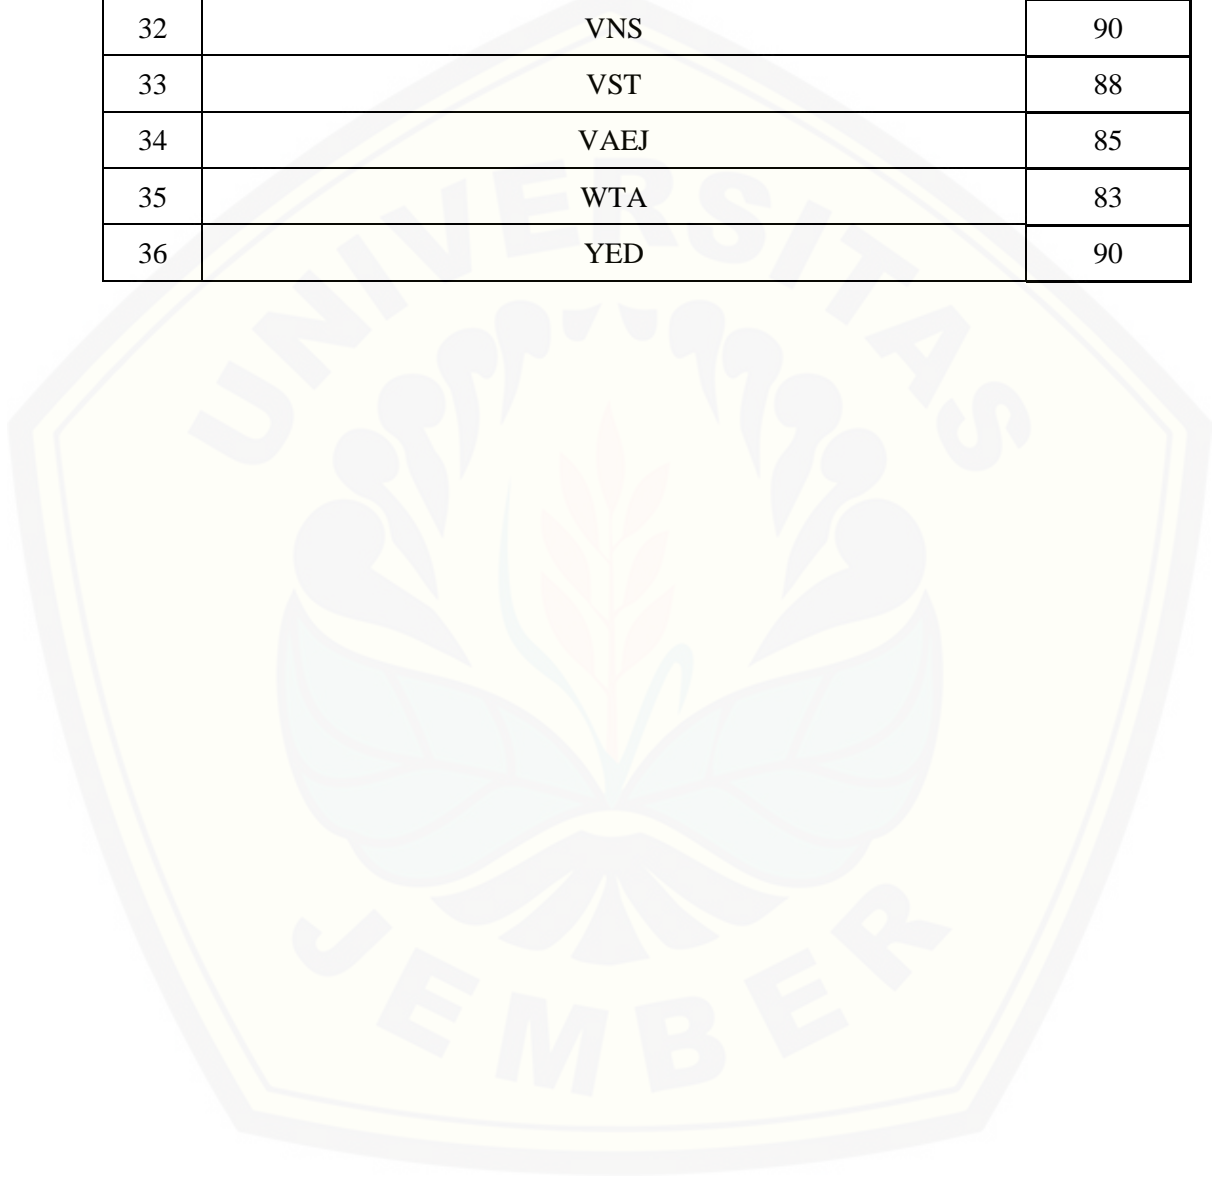 32 VNS 90
33 VST 88
34 VAEJ 85
35 WTA 83
36 YED 90
UNIVERSITAS
JEMBER